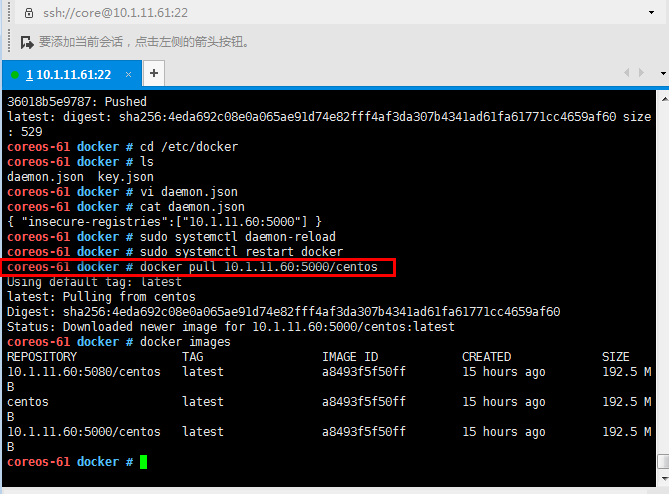 ssh://core@10.1.11.61:22
要添加当前会话，点击左侧的箭头按钮。
1 10.1.11.61:22 × +
36018b5e9787: Pushed
latest: digest: sha256:4eda692c08e0a065ae91d74e82fff4af3da307b4341ad61fa61771cc4659af60 size
: 529
coreos-61 docker # cd /etc/docker
coreos-61 docker # ls
daemon.json  key.json
coreos-61 docker # vi daemon.json
coreos-61 docker # cat daemon.json
{ "insecure-registries":["10.1.11.60:5000"] }
coreos-61 docker # sudo systemctl daemon-reload
coreos-61 docker # sudo systemctl restart docker
coreos-61 docker # docker pull 10.1.11.60:5000/centos
Using default tag: latest
latest: Pulling from centos
Digest: sha256:4eda692c08e0a065ae91d74e82fff4af3da307b4341ad61fa61771cc4659af60
Status: Downloaded newer image for 10.1.11.60:5000/centos:latest
coreos-61 docker # docker images
REPOSITORY TAG IMAGE ID CREATED SIZE
10.1.11.60:5080/centos latest a8493f5f50ff 15 hours ago 192.5 M
B
centos latest a8493f5f50ff 15 hours ago 192.5 M
B
10.1.11.60:5000/centos latest a8493f5f50ff 15 hours ago 192.5 M
B
coreos-61 docker #